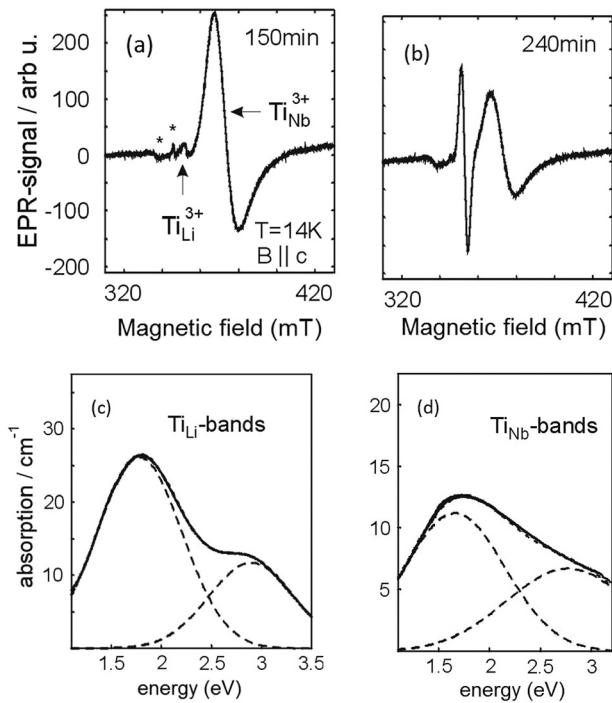 (a) 150min
EPR-signal / arb u.
200
100
0
-100
-200
* *
Ti³⁺Nb
Ti³⁺Li
T=14K
B || c
320 420
Magnetic field (mT)
(b) 240min
320 420
Magnetic field (mT)
(c) TiLi-bands
absorption / cm⁻¹
30
20
10
1.5 2 2.5 3 3.5
energy (eV)
(d) TiNb-bands
20
15
10
5
1.5 2 2.5 3
energy (eV)